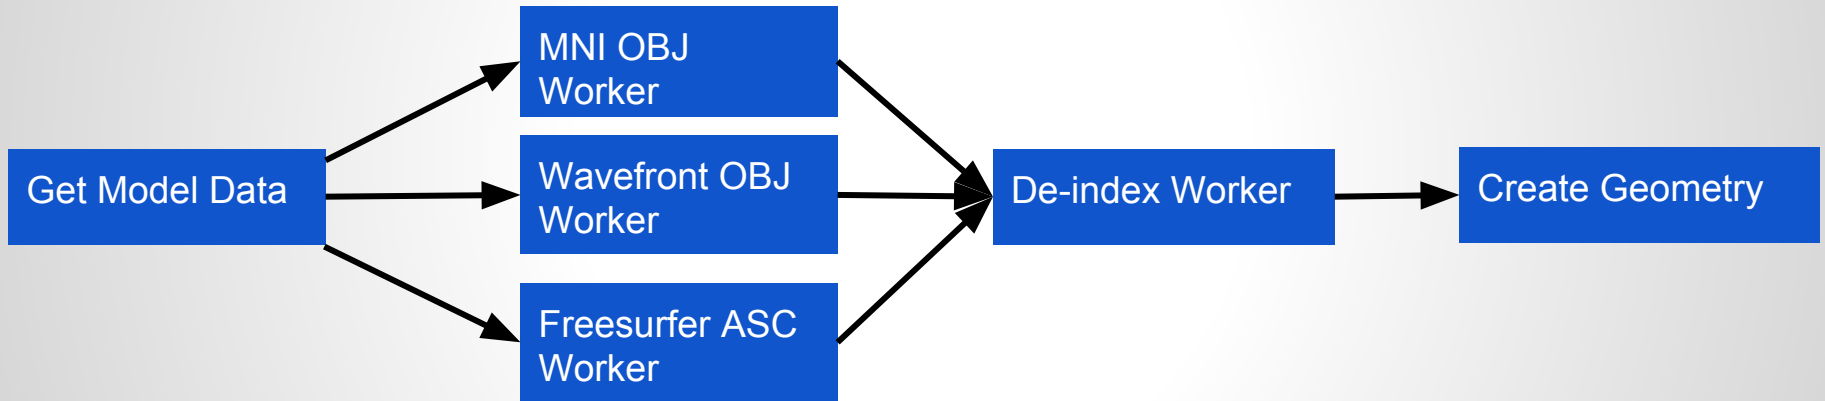 Get Model Data
MNI OBJ
Worker
Wavefront OBJ
Worker
Freesurfer ASC
Worker
De-index Worker
Create Geometry